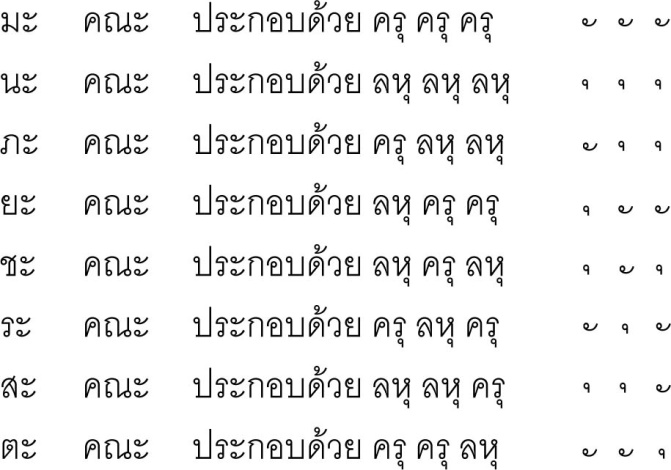 มะ คณะ ประกอบด้วย ครุ ครุ ครุ ั ั ั
นะ คณะ ประกอบด้วย ลหุ ลหุ ลหุ ุ ุ ุ
ภะ คณะ ประกอบด้วย ครุ ลหุ ลหุ ั ุ ุ
ยะ คณะ ประกอบด้วย ลหุ ครุ ครุ ุ ั ั
ชะ คณะ ประกอบด้วย ลหุ ครุ ลหุ ุ ั ุ
ระ คณะ ประกอบด้วย ครุ ลหุ ครุ ั ุ ั
สะ คณะ ประกอบด้วย ลหุ ลหุ ครุ ุ ุ ั
ตะ คณะ ประกอบด้วย ครุ ครุ ลหุ ั ั ุ